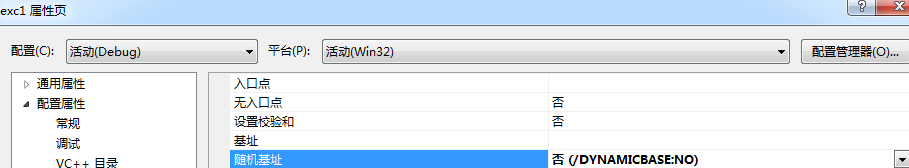 exc1 属性页
配置(C): 活动(Debug) 平台(P): 活动(Win32) 配置管理器(O)...
通用属性
配置属性
常规
调试
VC++ 目录
入口点
无入口点 否
设置校验和 否
基址
随机基址 否 (/DYNAMICBASE:NO)